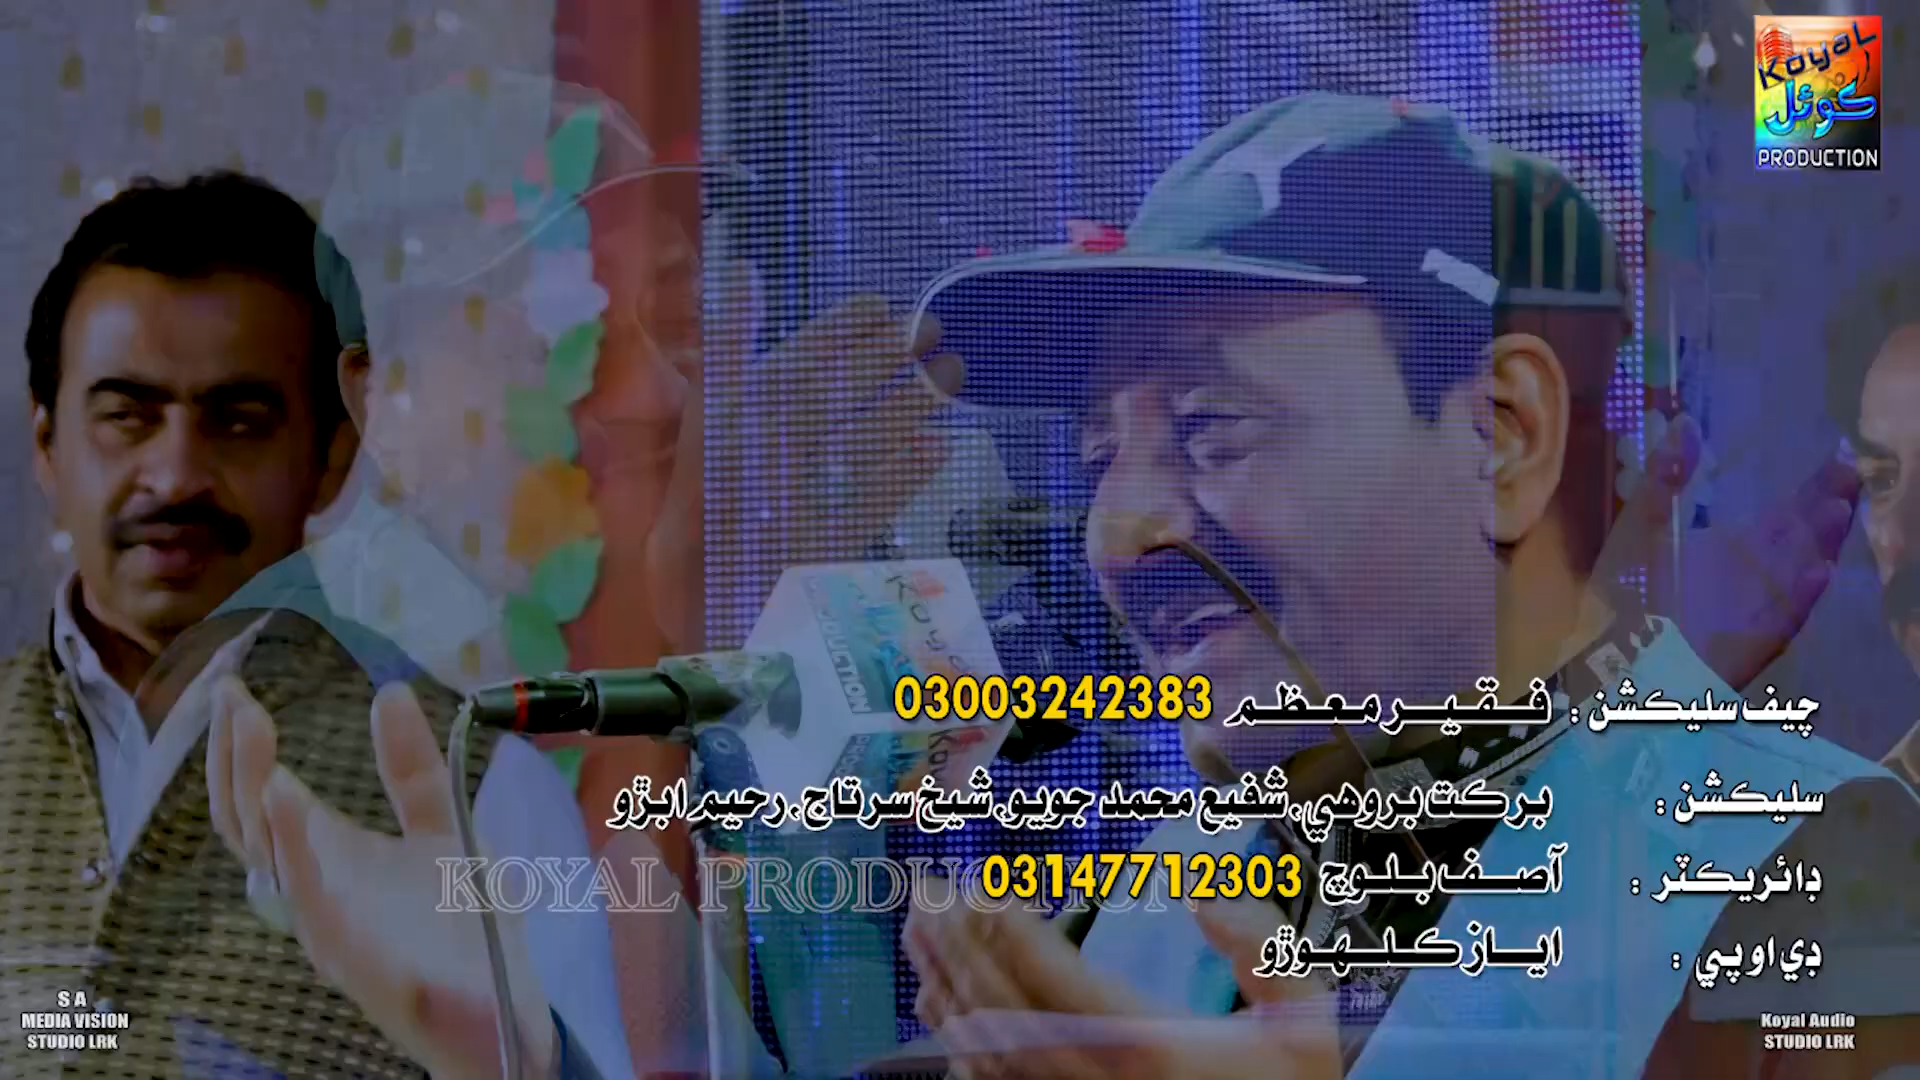 Koyal
ڪوئل
PRODUCTION
چيف سليڪشن : فقير معظم 03003242383
سليڪشن : برڪت بروهي، شفيع محمد جويو، شيخ سرتاج، رحيم ابڙو
ڊائريڪٽر : آصف بلوچ 03147712303
ڊي او پي : اياز ڪلهوڙو
KOYAL PRODUCTION
S A
MEDIA VISION
STUDIO LRK
Koyal Audio
STUDIO LRK